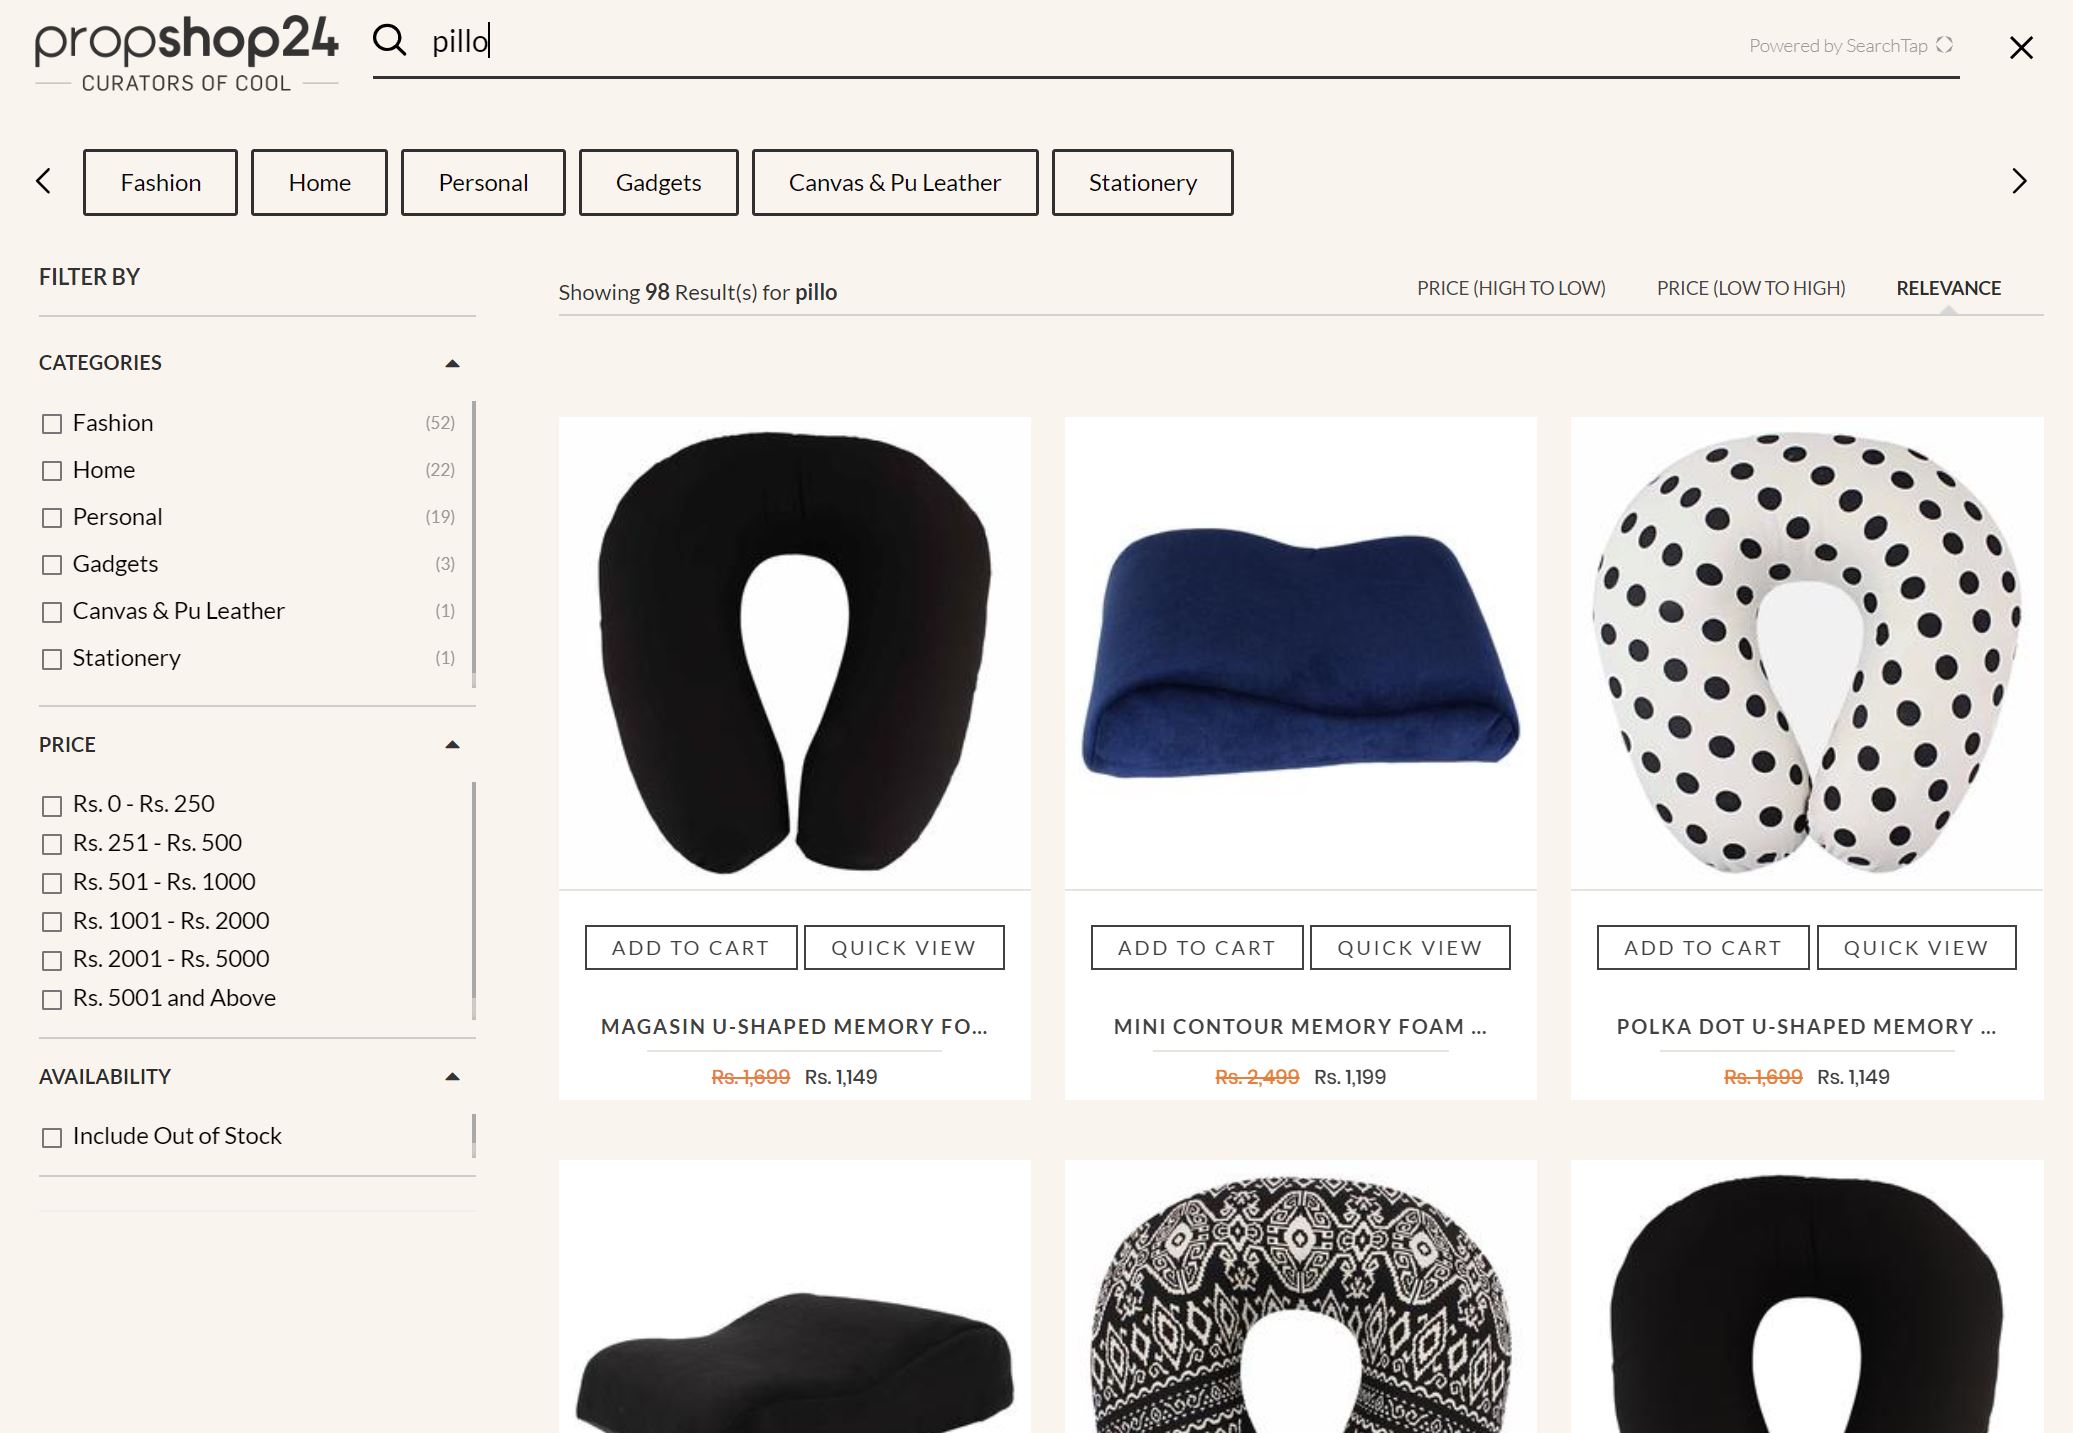 propshop24
CURATORS OF COOL
pillo
Powered by SearchTap
Fashion
Home
Personal
Gadgets
Canvas & Pu Leather
Stationery
FILTER BY
CATEGORIES
Fashion (52)
Home (22)
Personal (19)
Gadgets (3)
Canvas & Pu Leather (1)
Stationery (1)
PRICE
Rs. 0 - Rs. 250
Rs. 251 - Rs. 500
Rs. 501 - Rs. 1000
Rs. 1001 - Rs. 2000
Rs. 2001 - Rs. 5000
Rs. 5001 and Above
AVAILABILITY
Include Out of Stock
Showing 98 Result(s) for pillo
PRICE (HIGH TO LOW)
PRICE (LOW TO HIGH)
RELEVANCE
ADD TO CART
QUICK VIEW
MAGASIN U-SHAPED MEMORY FO...
Rs. 1,699 Rs. 1,149
ADD TO CART
QUICK VIEW
MINI CONTOUR MEMORY FOAM ...
Rs. 2,499 Rs. 1,199
ADD TO CART
QUICK VIEW
POLKA DOT U-SHAPED MEMORY ...
Rs. 1,699 Rs. 1,149